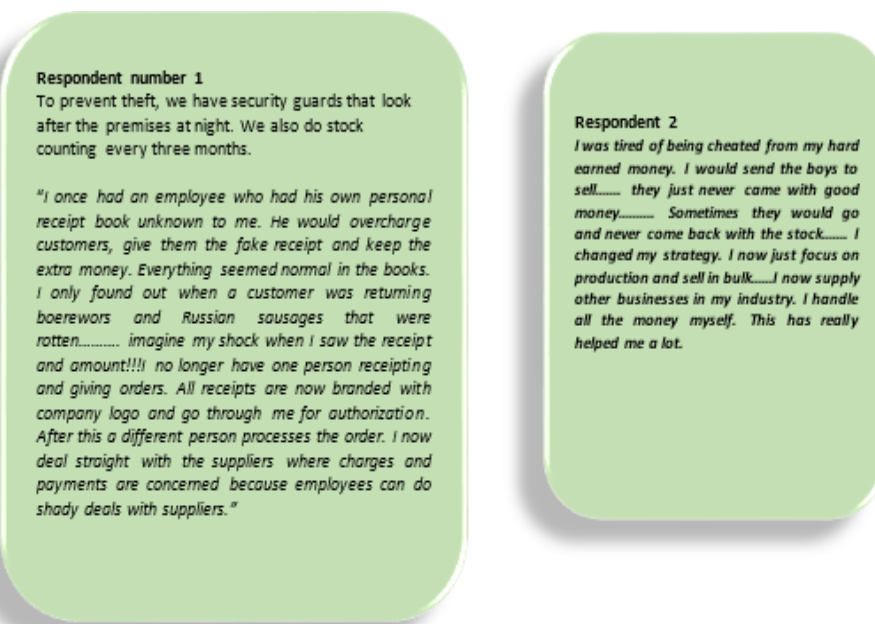 Respondent number 1
To prevent theft, we have security guards that look
after the premises at night. We also do stock
counting every three months.
"I once had an employee who had his own personal
receipt book unknown to me. He would overcharge
customers, give them the fake receipt and keep the
extra money. Everything seemed normal in the books.
I only found out when a customer was returning
boerewors and Russian sausages that were
rotten.......... imagine my shock when I saw the receipt
and amount!!!I no longer have one person receipting
and giving orders. All receipts are now branded with
company logo and go through me for authorization.
After this a different person processes the order. I now
deal straight with the suppliers where charges and
payments are concerned because employees can do
shady deals with suppliers."
Respondent 2
I was tired of being cheated from my hard
earned money. I would send the boys to
sell....... they just never came with good
money.......... Sometimes they would go
and never come back with the stock....... I
changed my strategy. I now just focus on
production and sell in bulk......I now supply
other businesses in my industry. I handle
all the money myself. This has really
helped me a lot.